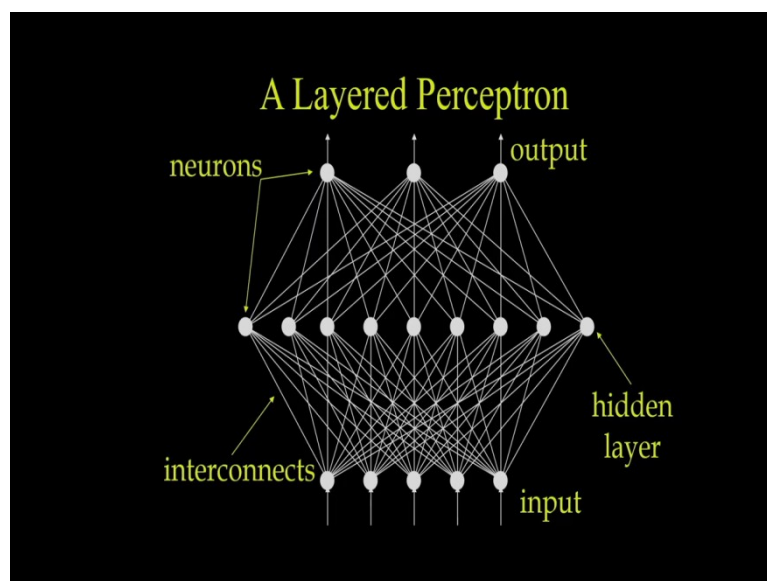 A Layered Perceptron
output
neurons
hidden
layer
interconnects
input